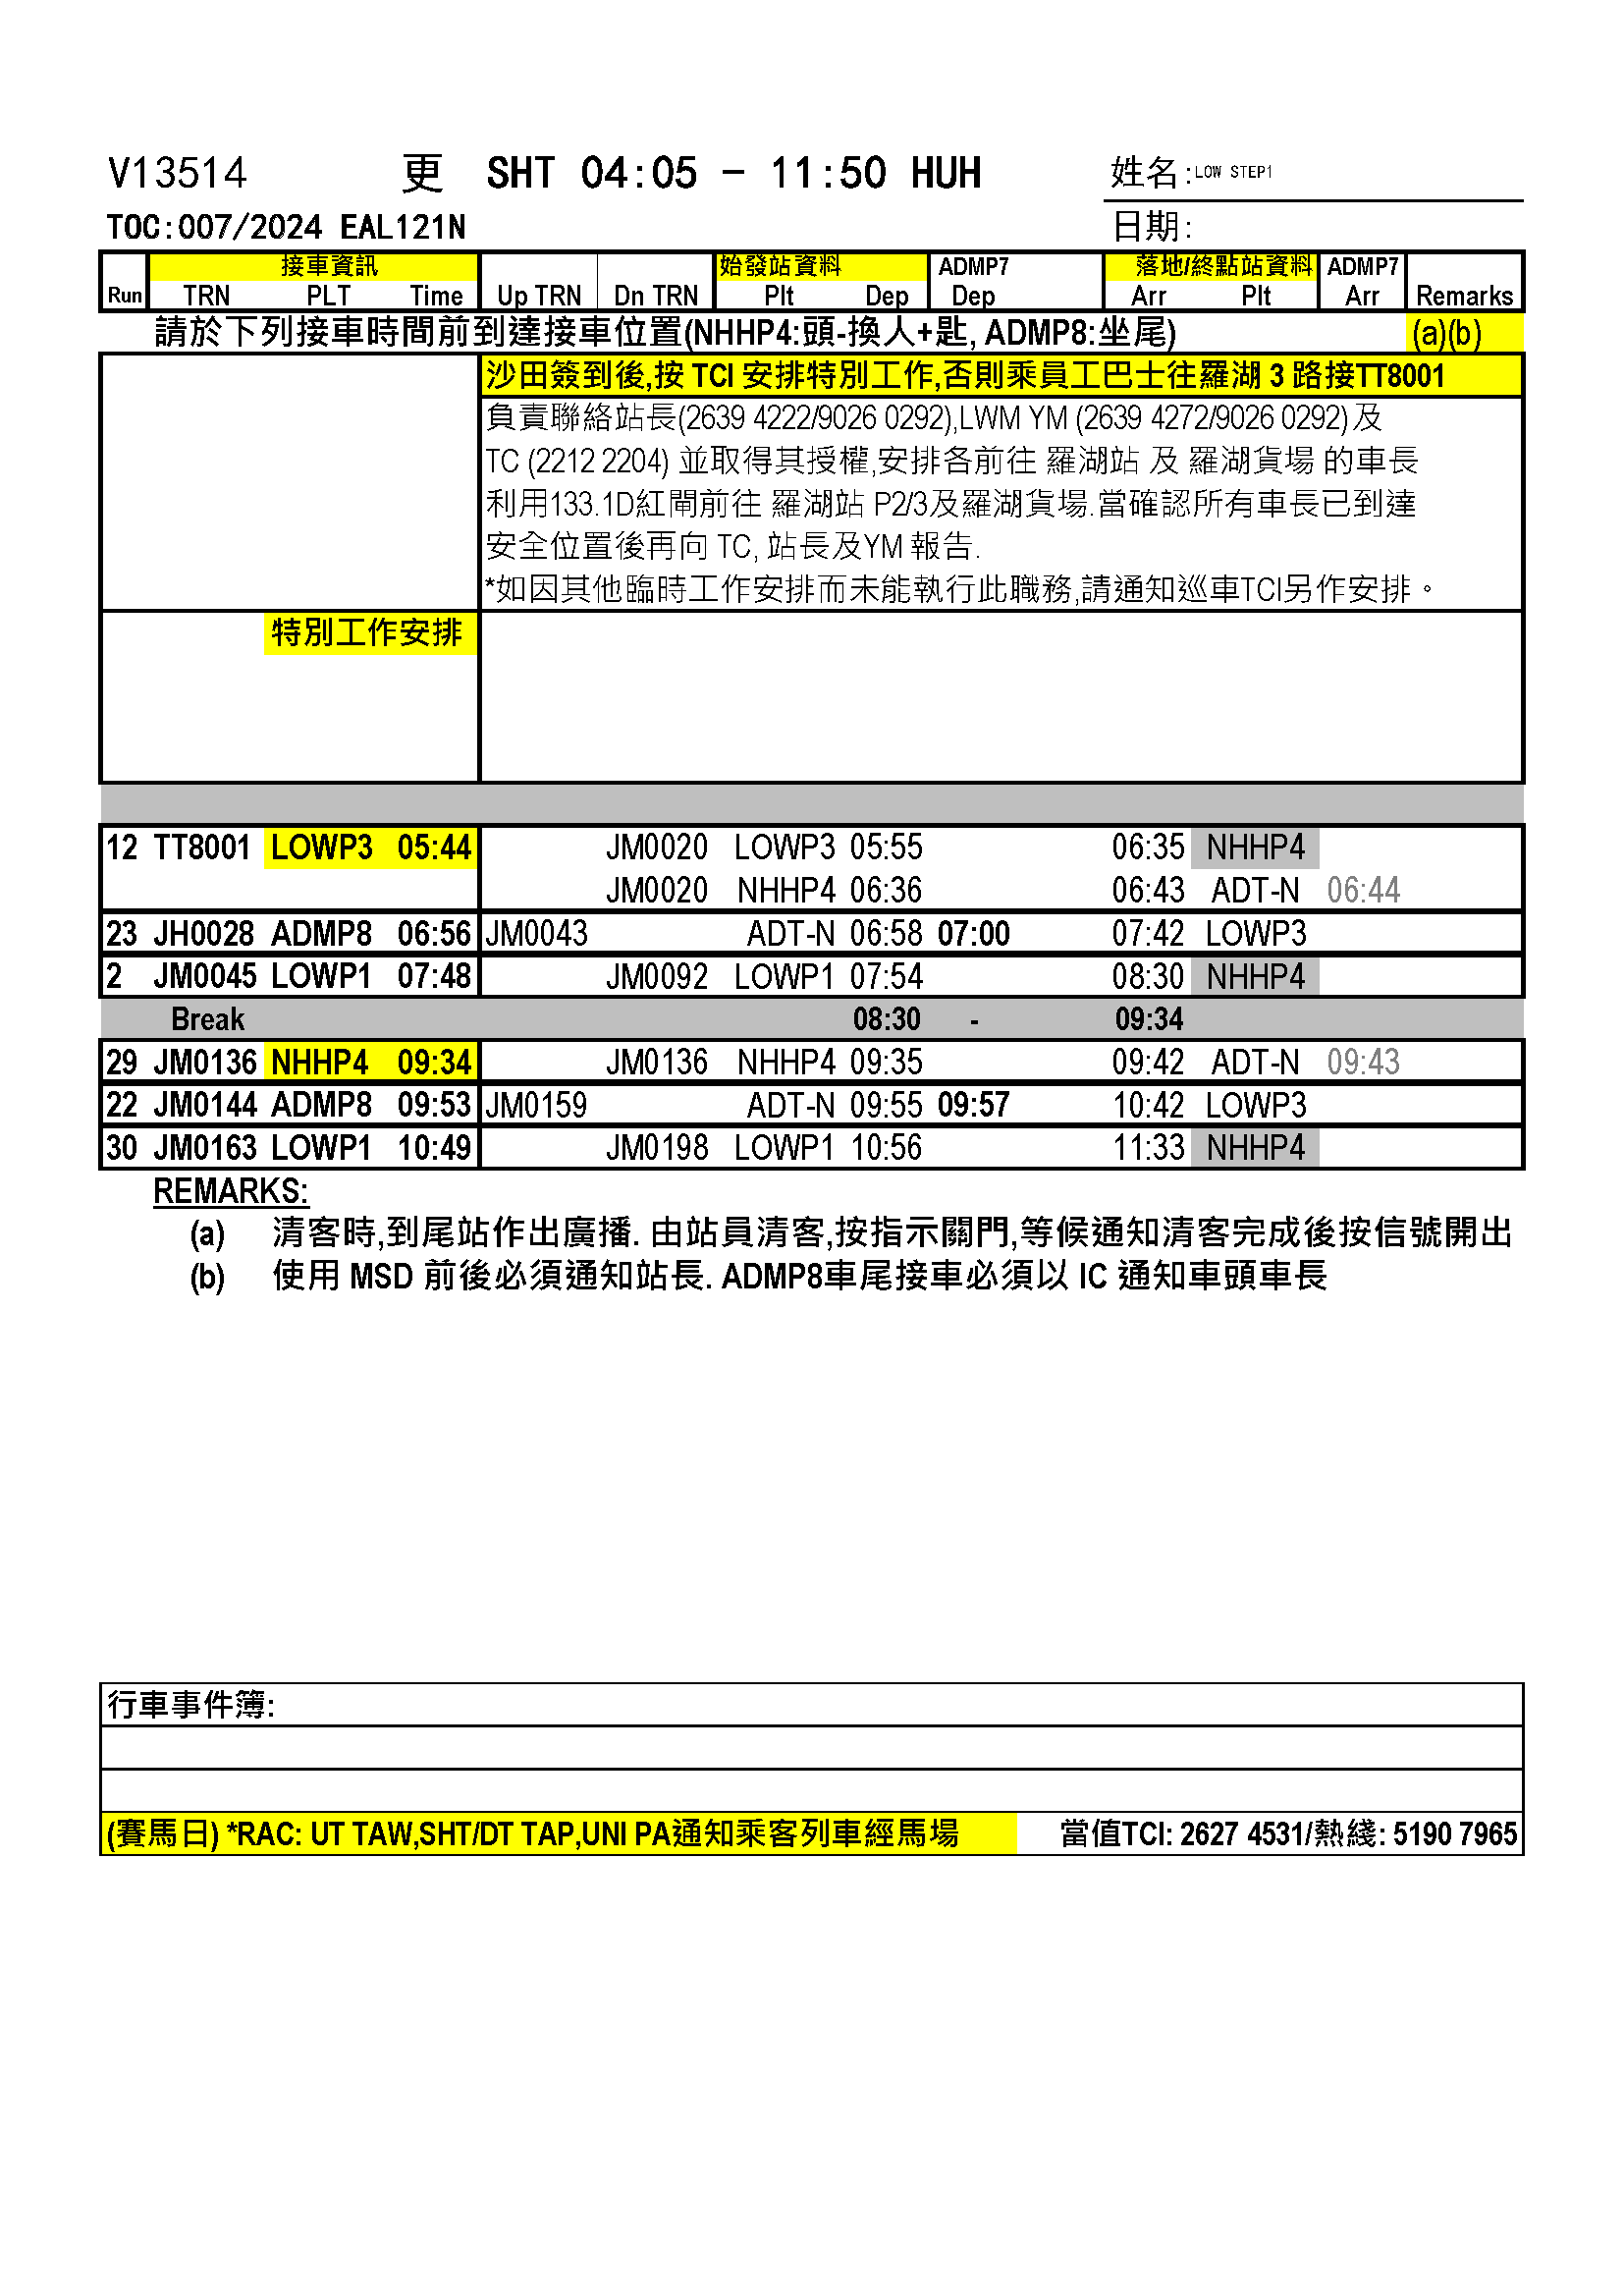 V13514 更 SHT 04:05 - 11:50 HUH 姓名:LOW STEP1
TOC:007/2024 EAL121N 日期:
接車資訊 始發站資料 ADMP7 落地/終點站資料 ADMP7
Run TRN PLT Time Up TRN Dn TRN Plt Dep Dep Arr Plt Arr Remarks
請於下列接車時間前到達接車位置(NHHP4:頭-換人+匙, ADMP8:坐尾) (a)(b)
沙田簽到後,按 TCI 安排特別工作,否則乘員工巴士往羅湖 3 路接TT8001
負責聯絡站長(2639 4222/9026 0292),LWM YM (2639 4272/9026 0292)及
TC (2212 2204) 並取得其授權,安排各前往 羅湖站 及 羅湖貨場 的車長
利用133.1D紅閘前往 羅湖站 P2/3及羅湖貨場.當確認所有車長已到達
安全位置後再向 TC, 站長及YM 報告.
*如因其他臨時工作安排而未能執行此職務,請通知巡車TCI另作安排。
特別工作安排
12 TT8001 LOWP3 05:44 JM0020 LOWP3 05:55 06:35 NHHP4
JM0020 NHHP4 06:36 06:43 ADT-N 06:44
23 JH0028 ADMP8 06:56 JM0043 ADT-N 06:58 07:00 07:42 LOWP3
2 JM0045 LOWP1 07:48 JM0092 LOWP1 07:54 08:30 NHHP4
Break 08:30 - 09:34
29 JM0136 NHHP4 09:34 JM0136 NHHP4 09:35 09:42 ADT-N 09:43
22 JM0144 ADMP8 09:53 JM0159 ADT-N 09:55 09:57 10:42 LOWP3
30 JM0163 LOWP1 10:49 JM0198 LOWP1 10:56 11:33 NHHP4
REMARKS:
(a) 清客時,到尾站作出廣播. 由站員清客,按指示關門,等候通知清客完成後按信號開出
(b) 使用 MSD 前後必須通知站長. ADMP8車尾接車必須以 IC 通知車頭車長
行車事件簿:
(賽馬日) *RAC: UT TAW,SHT/DT TAP,UNI PA通知乘客列車經馬場 當值TCI: 2627 4531/熱綫: 5190 7965